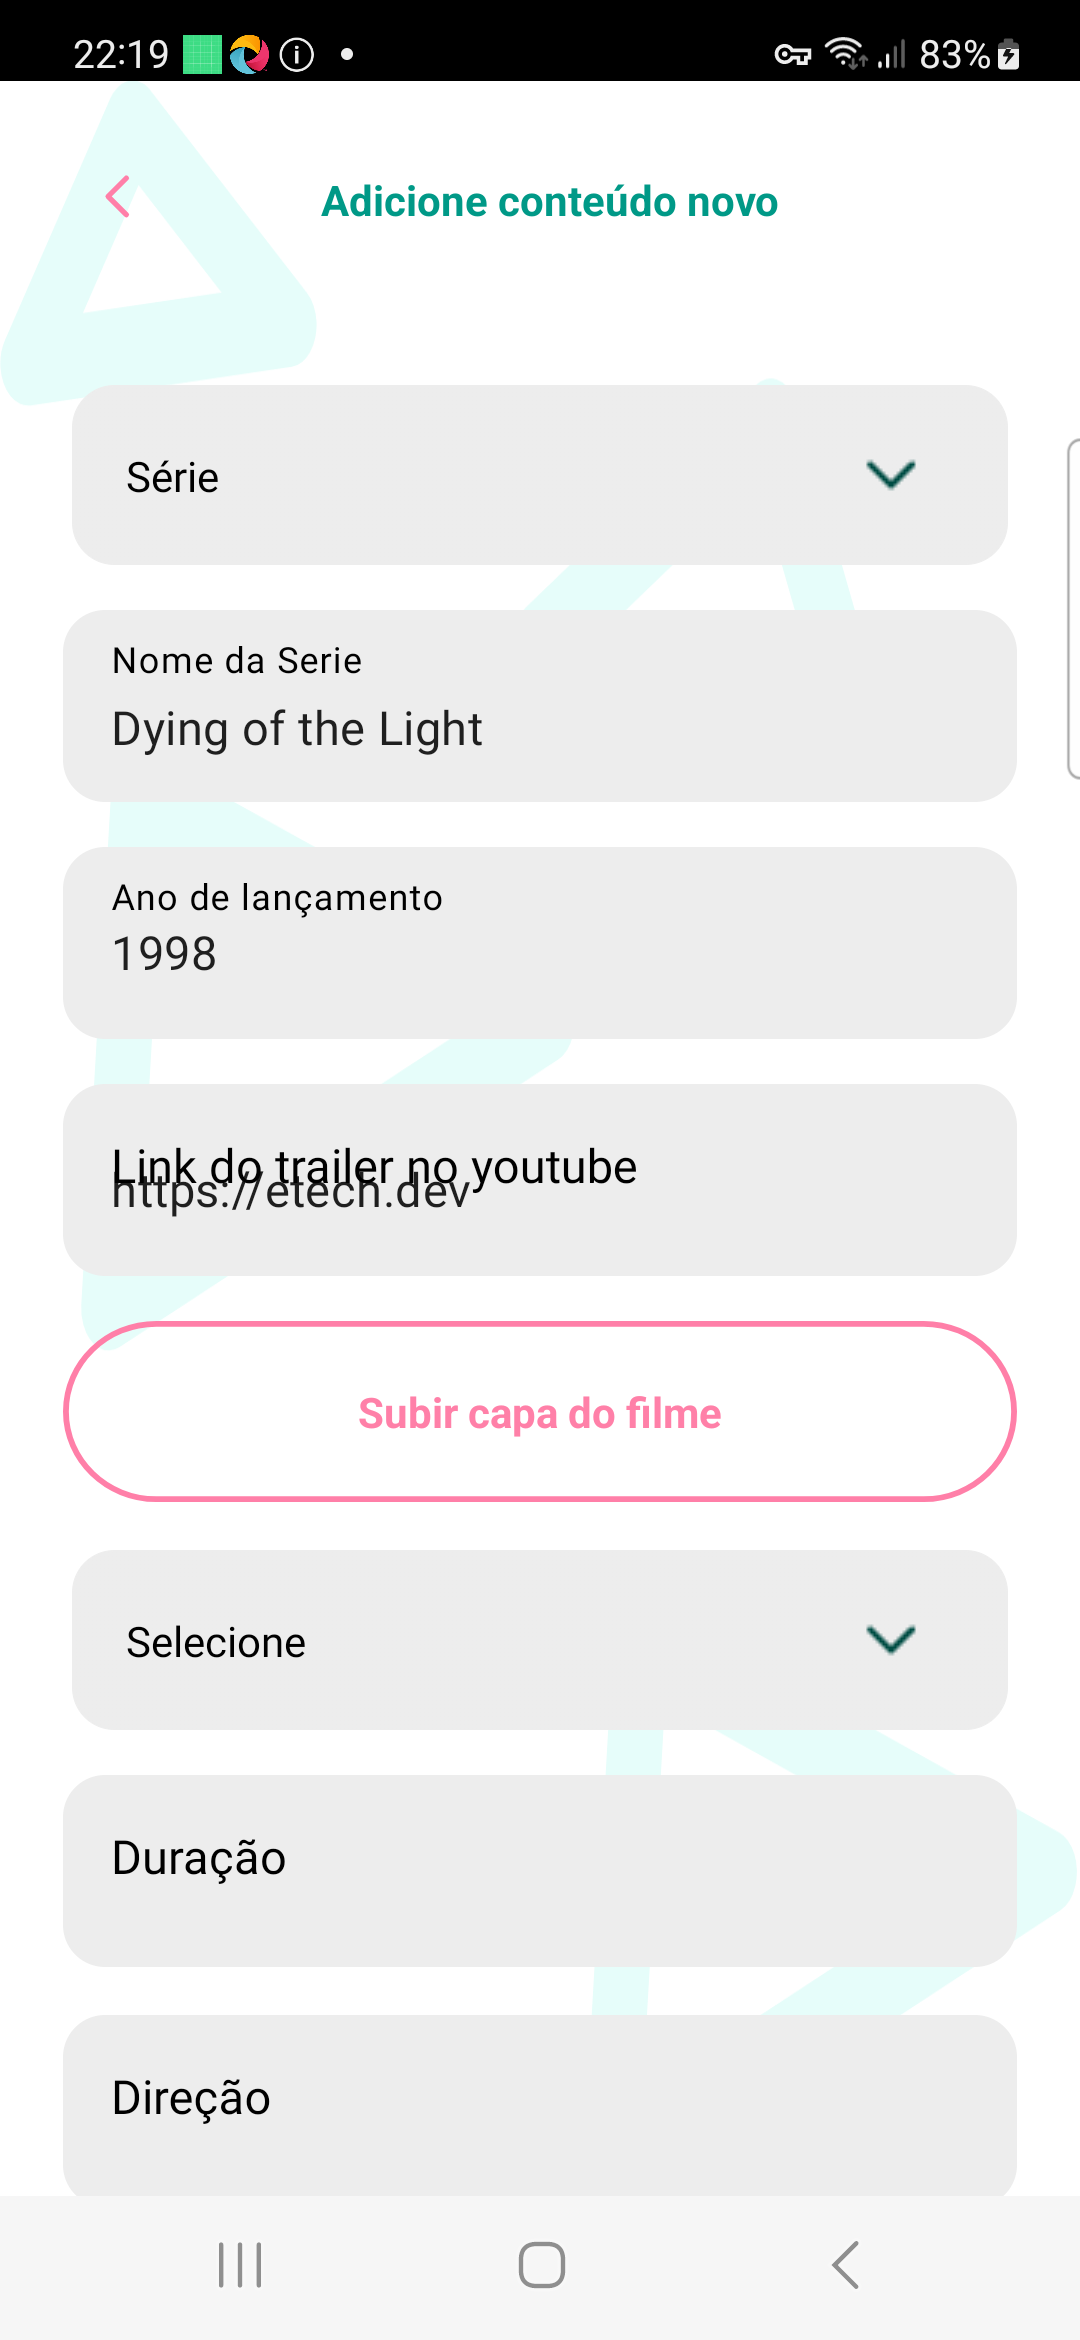 22:19
83%
Adicione conteúdo novo
Série
Nome da Serie
Dying of the Light
Ano de lançamento
1998
Link do trailer no youtube
https://etech.dev
Subir capa do filme
Selecione
Duração
Direção